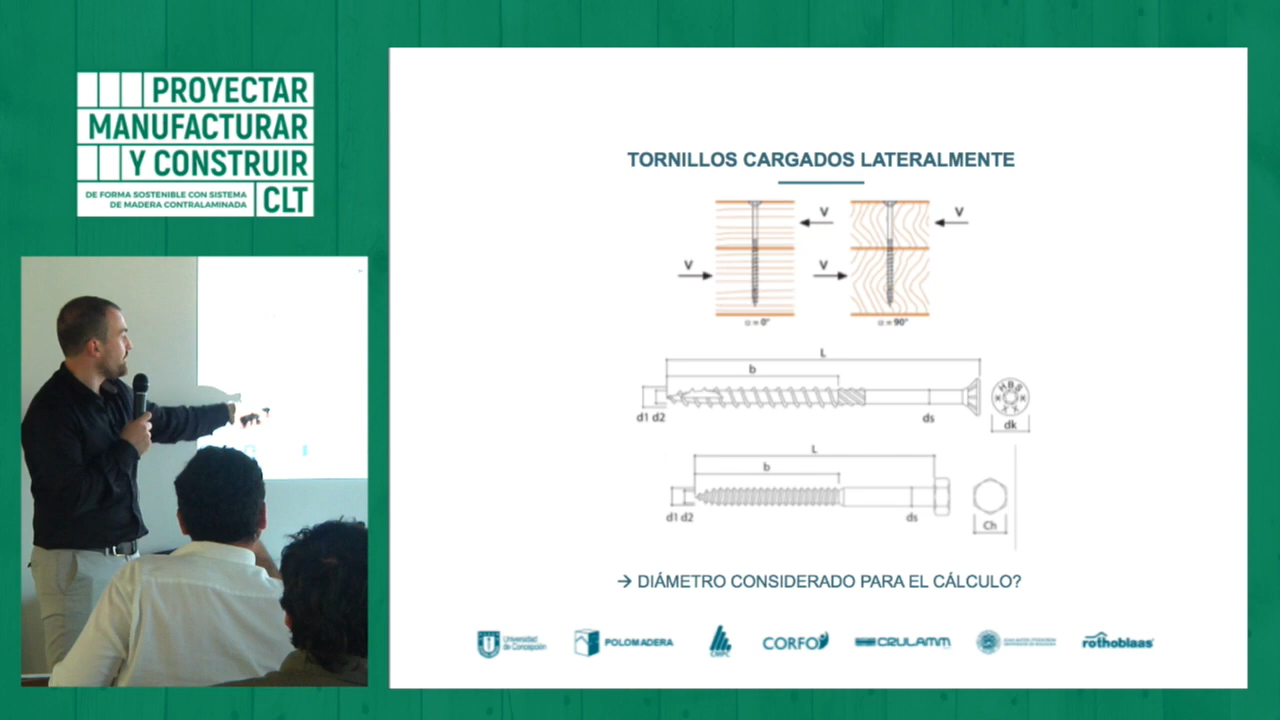 PROYECTAR
MANUFACTURAR
Y CONSTRUIR
DE FORMA SOSTENIBLE CON SISTEMA
DE MADERA CONTRALAMINADA
CLT
TORNILLOS CARGADOS LATERALMENTE
V
V
V
V
α = 0°
α = 90°
L
b
d1 d2
ds
HBS
dk
L
b
d1 d2
ds
Ch
→ DIÁMETRO CONSIDERADO PARA EL CÁLCULO?
Universidad
de Concepción
POLOMADERA
CMPC
CORFO
CRULAMM
rothoblaas